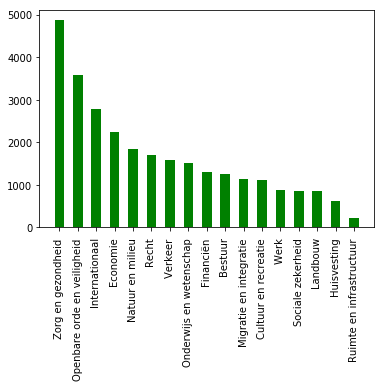 5000
4000
3000
2000
1000
0
Zorg en gezondheid
Openbare orde en veiligheid
Internationaal
Economie
Natuur en milieu
Recht
Verkeer
Onderwijs en wetenschap
Financiën
Bestuur
Migratie en integratie
Cultuur en recreatie
Werk
Sociale zekerheid
Landbouw
Huisvesting
Ruimte en infrastructuur